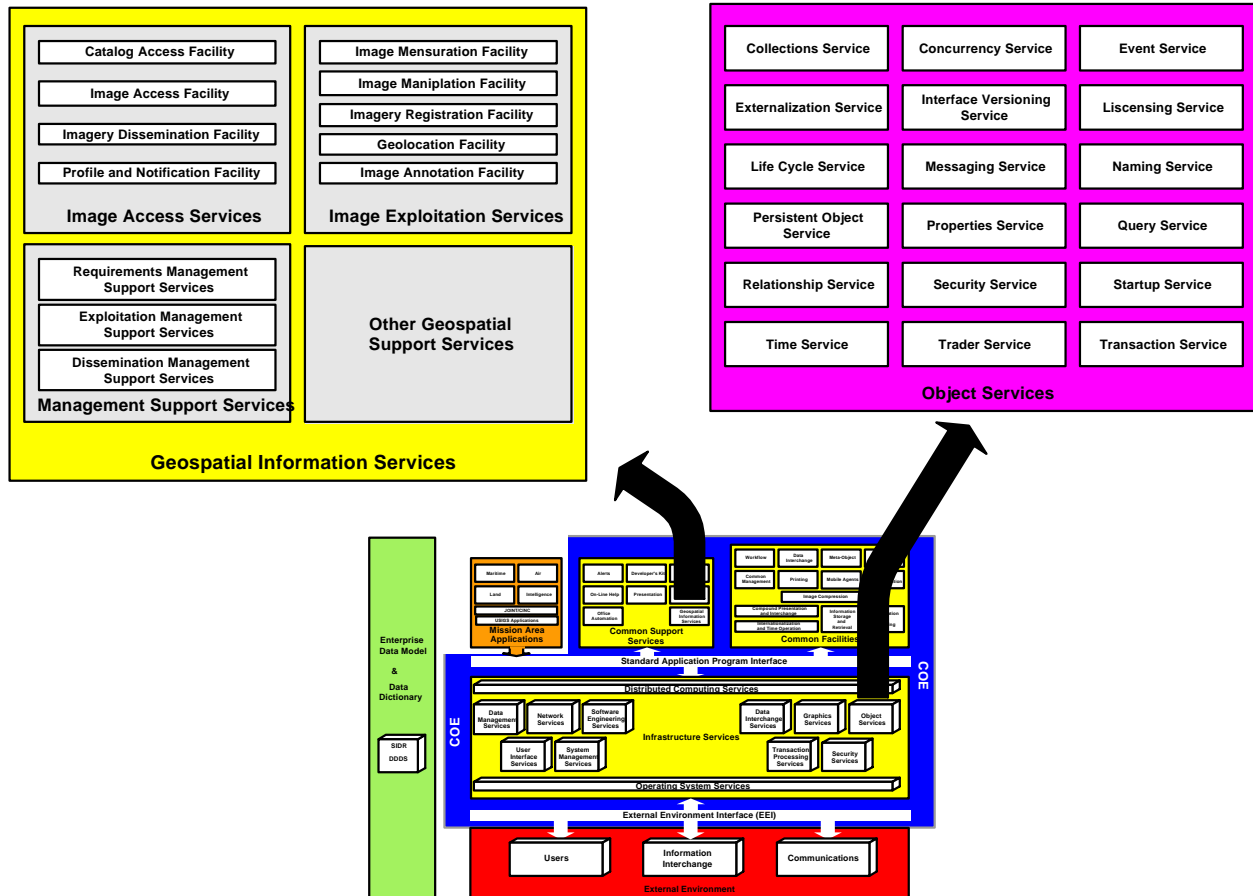 Catalog Access Facility
Image Access Facility
Imagery Dissemination Facility
Profile and Notification Facility
Image Access Services
Image Mensuration Facility
Image Maniplation Facility
Imagery Registration Facility
Geolocation Facility
Image Annotation Facility
Image Exploitation Services
Requirements Management
Support Services
Exploitation Management
Support Services
Dissemination Management
Support Services
Management Support Services
Other Geospatial
Support Services
Geospatial Information Services
Collections Service
Concurrency Service
Event Service
Externalization Service
Interface Versioning
Service
Liscensing Service
Life Cycle Service
Messaging Service
Naming Service
Persistent Object
Service
Properties Service
Query Service
Relationship Service
Security Service
Startup Service
Time Service
Trader Service
Transaction Service
Object Services
Enterprise
Data Model
&
Data
Dictionary
SIDR
DDDS
Maritime
Air
Land
Intelligence
JOINT/CINC
USIGS Applications
Mission Area
Applications
Alerts
Developer's Kit
On-Line Help
Presentation
Office
Automation
Geospatial
Information
Services
Common Support
Services
Workflow
Data
Interchange
Meta-Object
Common
Management
Printing
Mobile Agents
Image Compression
Compound Presentation
and Interchange
Internationalization
and Time Operation
Information
Storage
and
Retrieval
Common Facilities
Standard Application Program Interface
COE
COE
Distributed Computing Services
Data
Management
Services
Network
Services
Software
Engineering
Services
Data
Interchange
Services
Graphics
Services
Object
Services
Infrastructure Services
User
Interface
Services
System
Management
Services
Transaction
Processing
Services
Security
Services
Operating System Services
External Environment Interface (EEI)
Users
Information
Interchange
Communications
External Environment